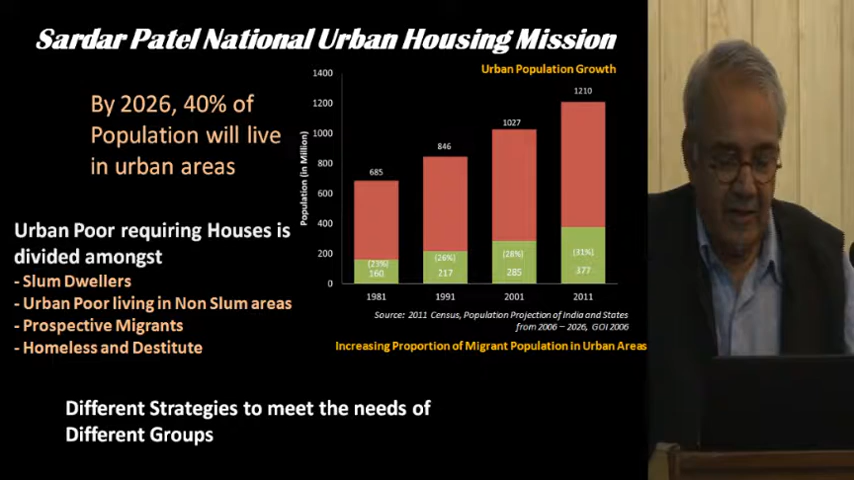 Sardar Patel National Urban Housing Mission
By 2026, 40% of
Population will live
in urban areas
Urban Poor requiring Houses is
divided amongst
- Slum Dwellers
- Urban Poor living in Non Slum areas
- Prospective Migrants
- Homeless and Destitute
Urban Population Growth
Population (in Million)
1400
1200
1000
800
600
400
200
0
685
846
1027
1210
(23%)
160
(26%)
217
(28%)
285
(31%)
377
1981
1991
2001
2011
Source: 2011 Census, Population Projection of India and States
from 2006 – 2026, GOI 2006
Increasing Proportion of Migrant Population in Urban Areas
Different Strategies to meet the needs of
Different Groups